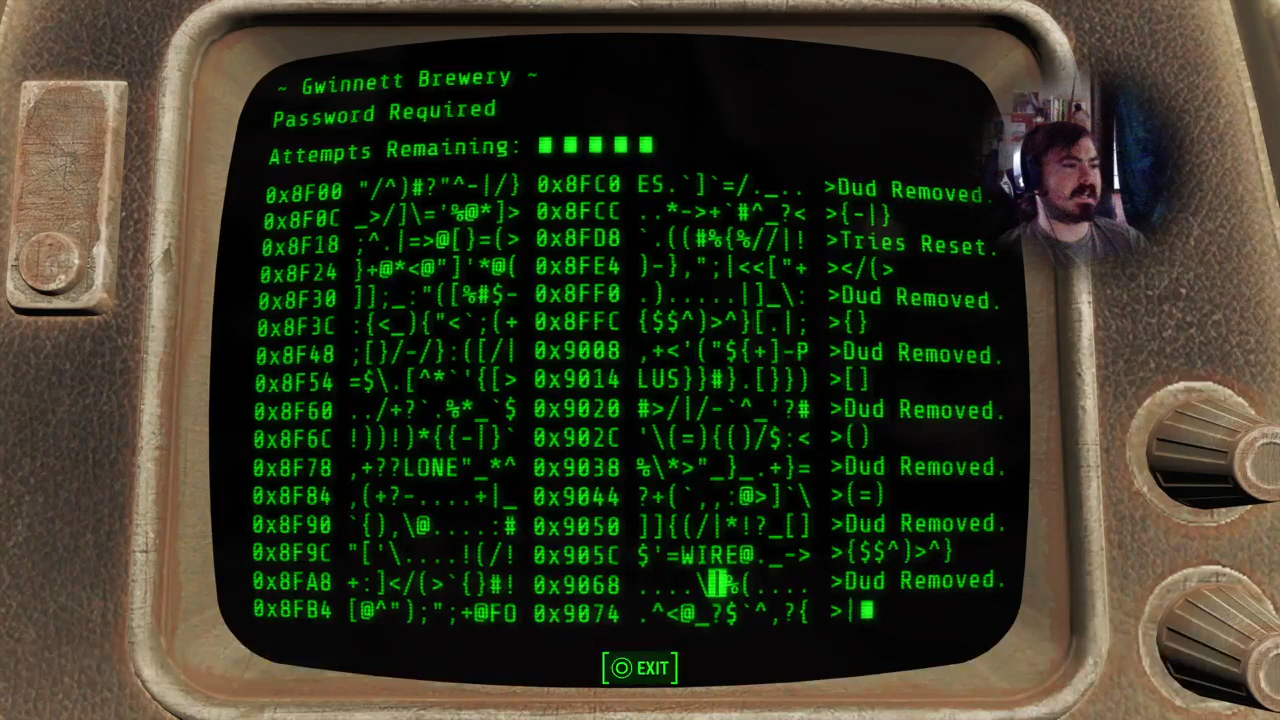 ~ Gwinnett Brewery ~
Password Required
Attempts Remaining:
0x8F00 "/^)#?"^-|/} 0x8FC0 ES.`]`=/._.. >Dud Removed.
0x8F0C _>/]\='%@*]> 0x8FCC ..*->+`#^_?< >{-|}
0x8F18 ;^.|=>@[}=(> 0x8FD8 `.((#%{%//|! >Tries Reset.
0x8F24 }+@*<@"]'*@( 0x8FE4 )-},";|<<["+ ></(>
0x8F30 ]];_:"([%#$- 0x8FF0 .).....|]_\: >Dud Removed.
0x8F3C :{<_){"<`;(+ 0x8FFC {$$^)>^}[.|; >{}
0x8F48 ;[}/-/}:([/| 0x9008 ,+<'("${+]-P >Dud Removed.
0x8F54 =$\.[^*`'{[> 0x9014 LUS}}#}.[})) >[]
0x8F60 ../+?`.%*_`$ 0x9020 #>/|/-`^_'?# >Dud Removed.
0x8F6C !))!)*{{-|}` 0x902C '\(=){()/$:< >()
0x8F78 ,+??LONE"_*^ 0x9038 %\*>"_}_.+}= >Dud Removed.
0x8F84 ,(+?-....+|_ 0x9044 ?+(`,,:@>]`\ >(=)
0x8F90 `{),\@....:# 0x9050 ]]{(/|*!?_[] >Dud Removed.
0x8F9C "['\....!(/! 0x905C $'=WIRE@._-> >{$$^)>^}
0x8FA8 +:]</(>`{}#! 0x9068 ....\|%(.... >Dud Removed.
0x8FB4 [@^");";+@FO 0x9074 .^<@_?$`^,?{ >|
EXIT